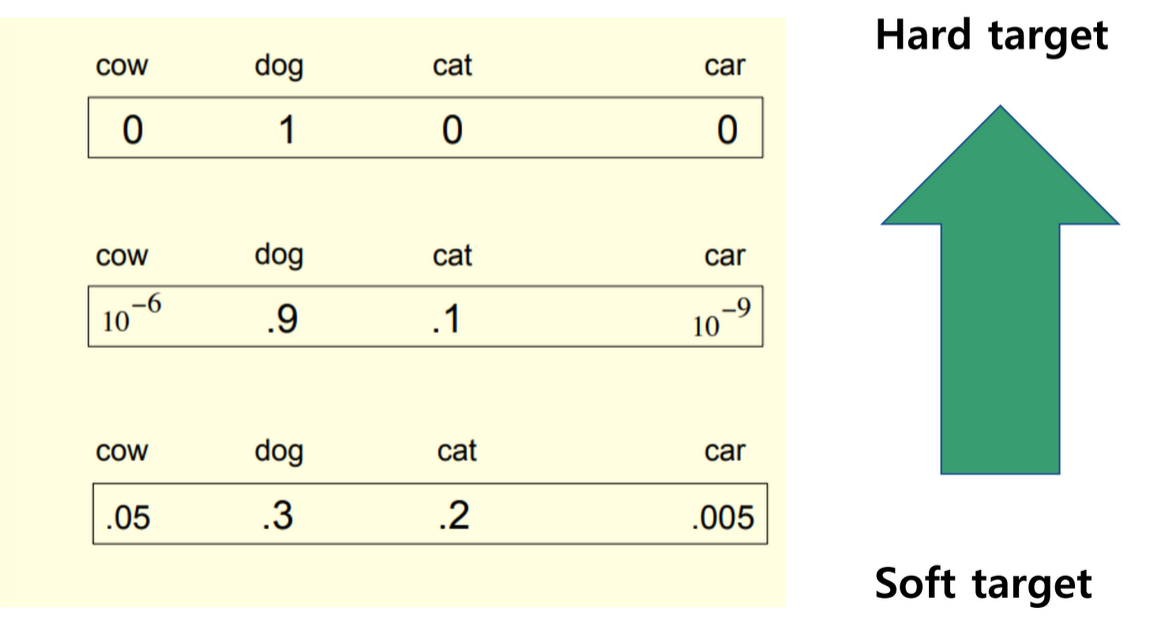 Hard target
cow dog cat car
0 1 0 0
cow dog cat car
10⁻⁶ .9 .1 10⁻⁹
cow dog cat car
.05 .3 .2 .005
Soft target